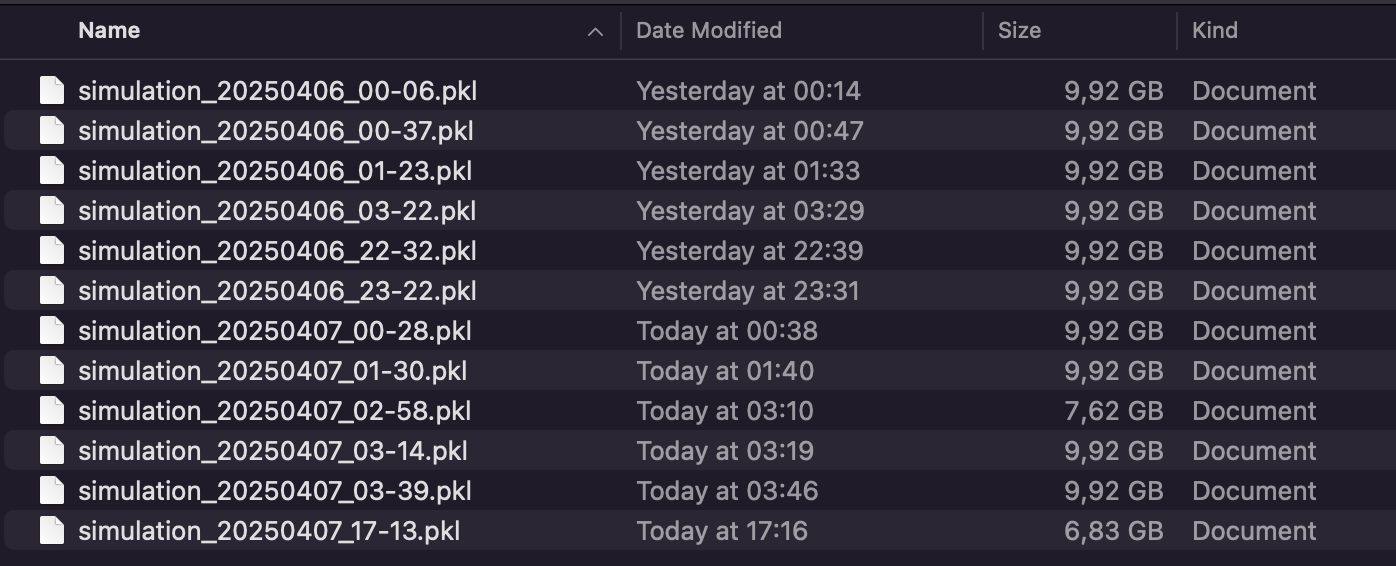 Name Date Modified Size Kind
simulation_20250406_00-06.pkl Yesterday at 00:14 9,92 GB Document
simulation_20250406_00-37.pkl Yesterday at 00:47 9,92 GB Document
simulation_20250406_01-23.pkl Yesterday at 01:33 9,92 GB Document
simulation_20250406_03-22.pkl Yesterday at 03:29 9,92 GB Document
simulation_20250406_22-32.pkl Yesterday at 22:39 9,92 GB Document
simulation_20250406_23-22.pkl Yesterday at 23:31 9,92 GB Document
simulation_20250407_00-28.pkl Today at 00:38 9,92 GB Document
simulation_20250407_01-30.pkl Today at 01:40 9,92 GB Document
simulation_20250407_02-58.pkl Today at 03:10 7,62 GB Document
simulation_20250407_03-14.pkl Today at 03:19 9,92 GB Document
simulation_20250407_03-39.pkl Today at 03:46 9,92 GB Document
simulation_20250407_17-13.pkl Today at 17:16 6,83 GB Document